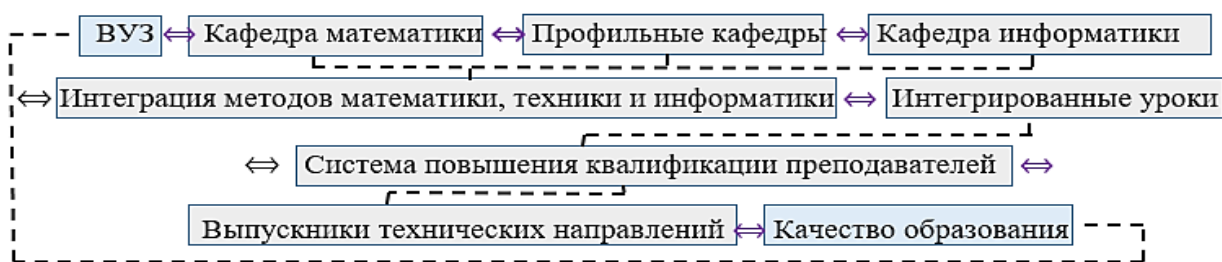 ВУЗ ⇔ Кафедра математики ⇔ Профильные кафедры ⇔ Кафедра информатики
⇔ Интеграция методов математики, техники и информатики ⇔ Интегрированные уроки
⇔ Система повышения квалификации преподавателей ⇔
Выпускники технических направлений ⇔ Качество образования